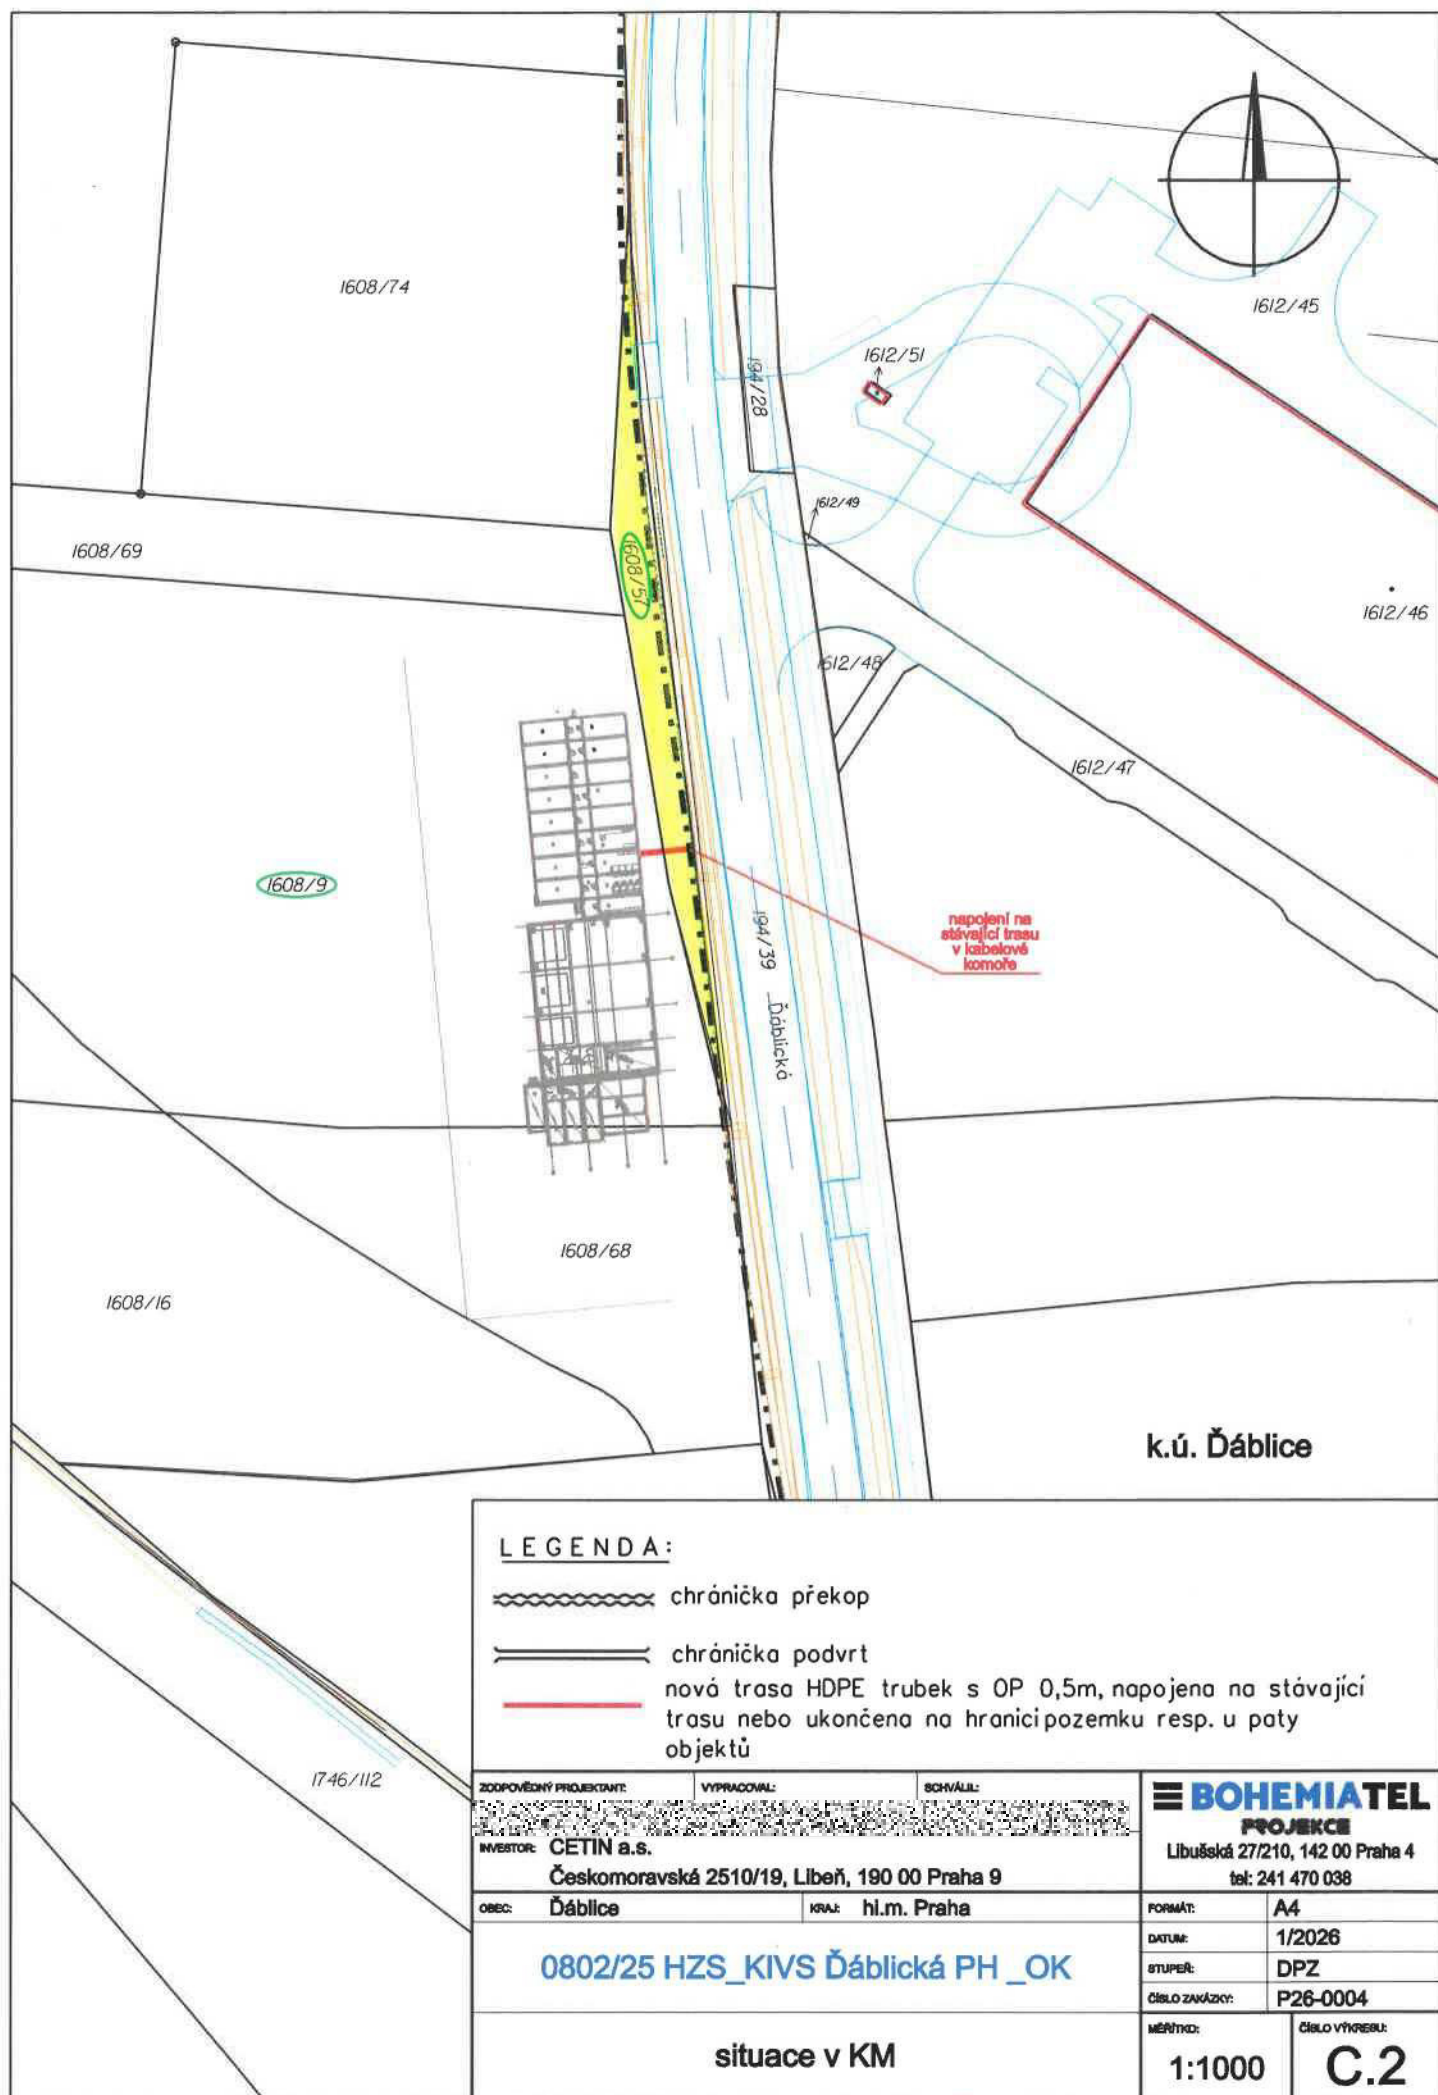 1608/74
1612/45
1612/51
194/28
1612/49
1608/69
1608/57
1612/46
1612/48
1612/47
1608/9
napojení na
stávající trasu
v kabelové
komoře
194/39
Ďáblická
1608/68
1608/16
k.ú. Ďáblice
LEGENDA:
chránička překop
chránička podvrt
nová trasa HDPE trubek s OP 0,5m, napojena na stávající
trasu nebo ukončena na hranici pozemku resp. u paty
objektů
1746/112
ZODPOVĚDNÝ PROJEKTANT: VYPRACOVAL: SCHVÁLIL:
BOHEMIATEL
PROJEKCE
Libušská 27/210, 142 00 Praha 4
tel: 241 470 038
INVESTOR: CETIN a.s.
Českomoravská 2510/19, Libeň, 190 00 Praha 9
OBEC: Ďáblice KRAJ: hl.m. Praha
FORMÁT: A4
DATUM: 1/2026
STUPEŇ: DPZ
ČÍSLO ZAKÁZKY: P26-0004
0802/25 HZS_KIVS Ďáblická PH _OK
situace v KM
MĚŘÍTKO: 1:1000
ČÍSLO VÝKRESU: C.2